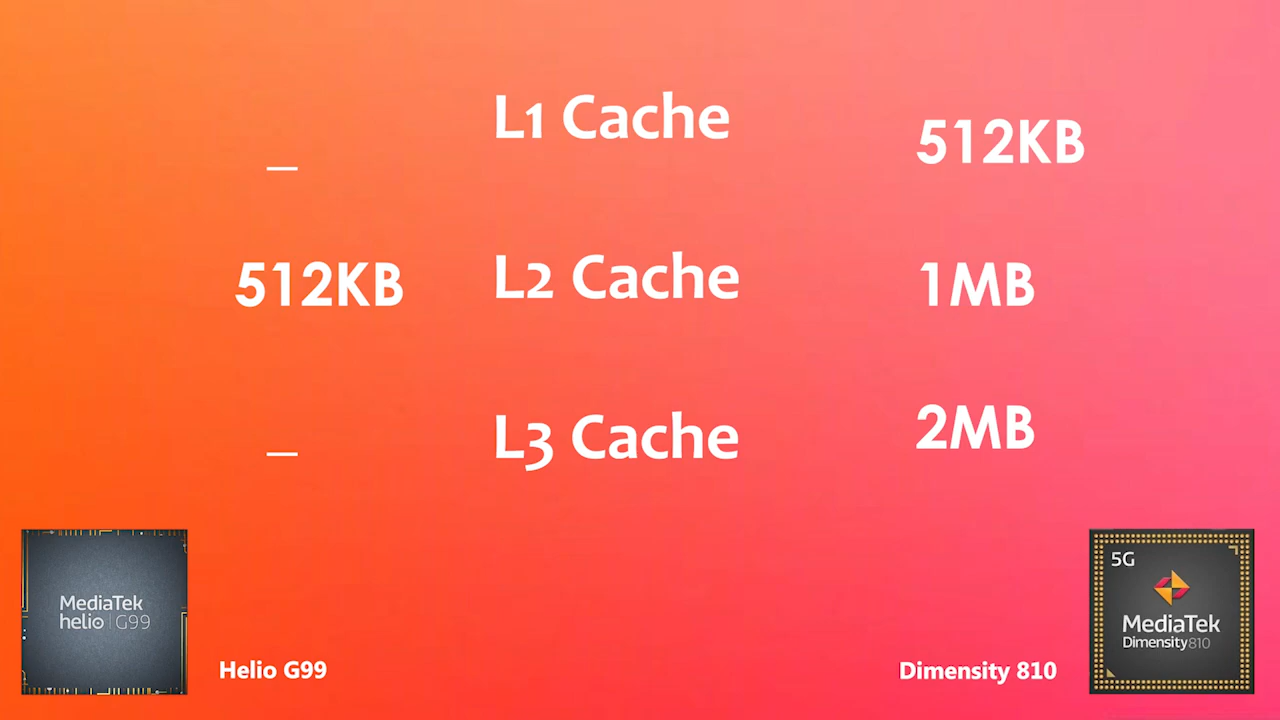 L1 Cache
_
512KB
L2 Cache
512KB
1MB
L3 Cache
_
2MB
MediaTek
helio | G99
Helio G99
Dimensity 810
5G
MediaTek
Dimensity 810